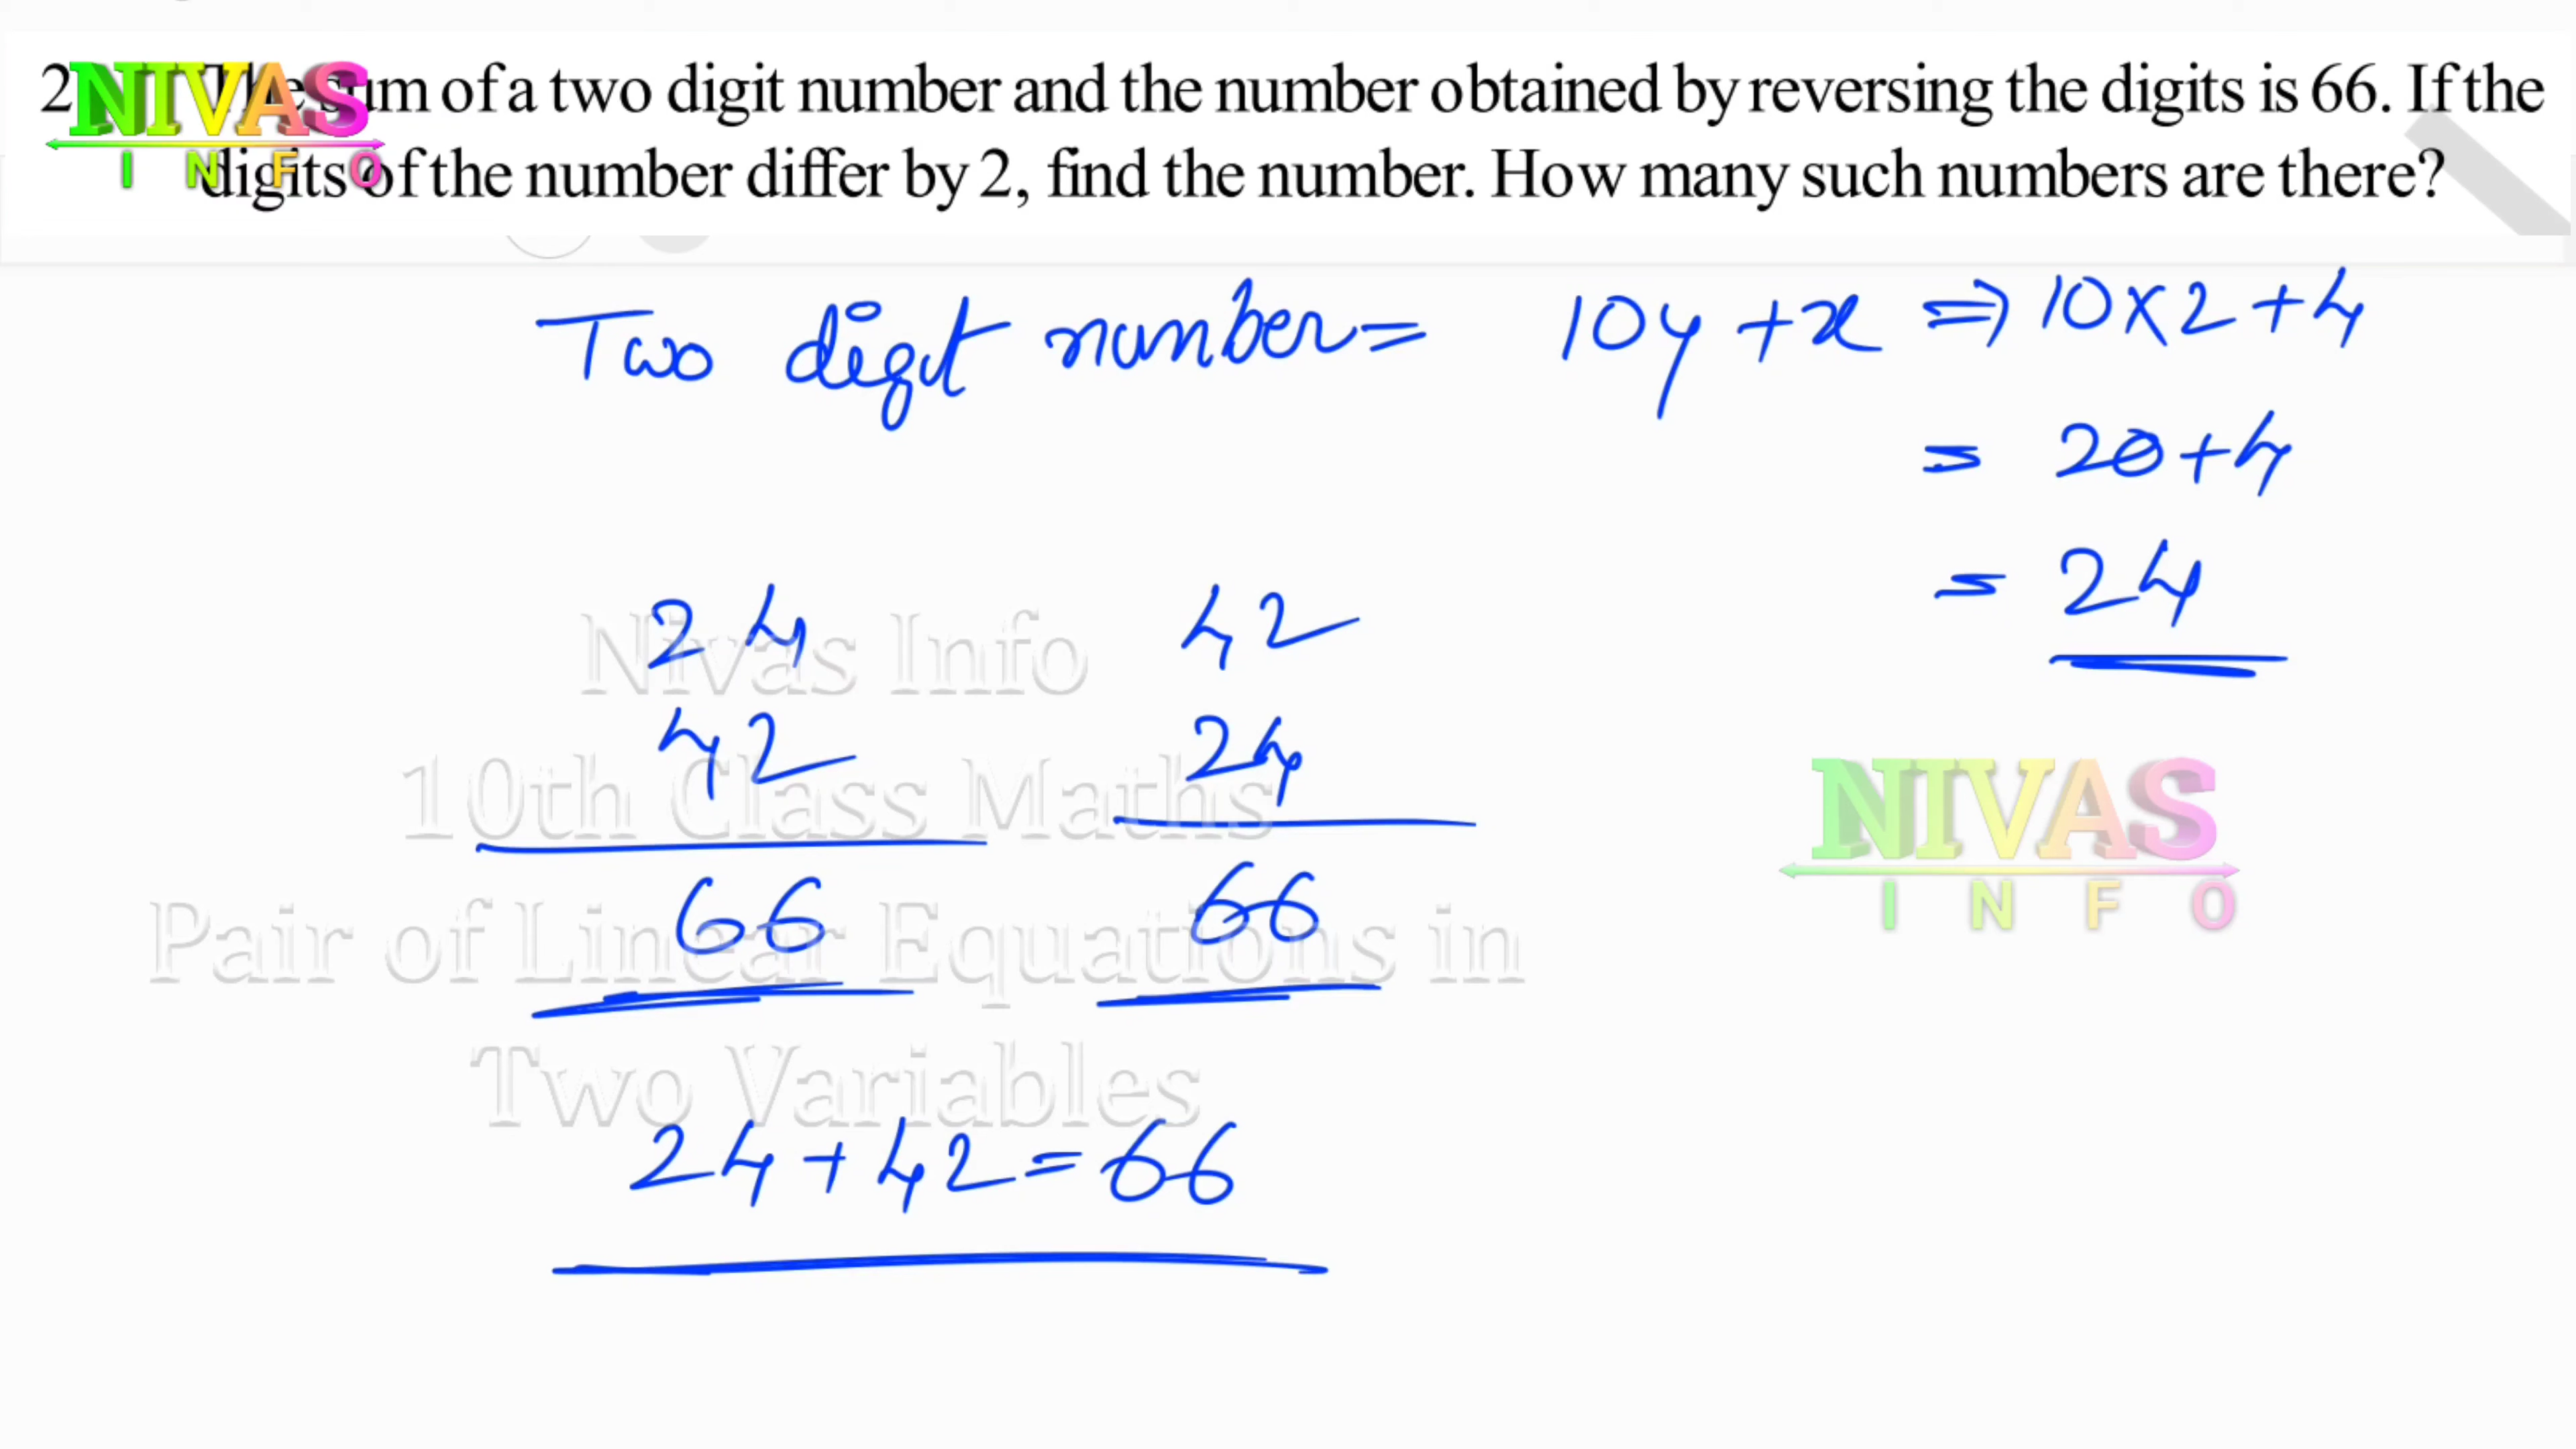 2 The sum of a two digit number and the number obtained by reversing the digits is 66. If the
digits of the number differ by 2, find the number. How many such numbers are there?
NIVAS
INFO
Two digit number = 10y + x ⇒ 10 × 2 + 4
= 20 + 4
= 24
24 42
42 24
66 66
24 + 42 = 66
Nivas Info
10th Class Maths
Pair of Linear Equations in
Two Variables
NIVAS
INFO